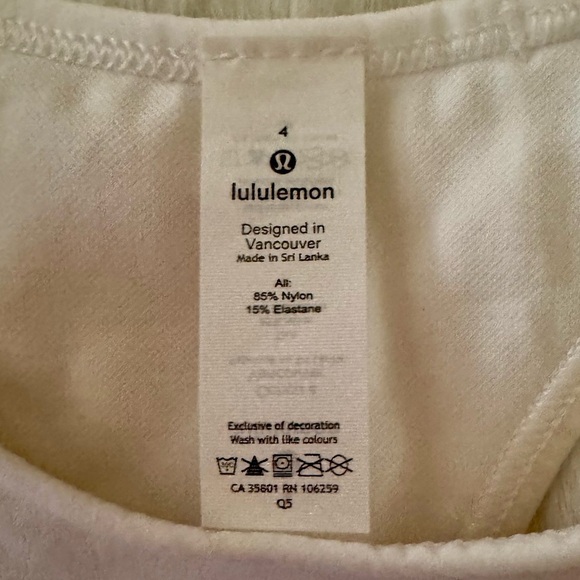 4
lululemon
Designed in
Vancouver
Made in Sri Lanka
All:
85% Nylon
15% Elastane
Exclusive of decoration
Wash with like colours
CA 35801 RN 106259
Q5